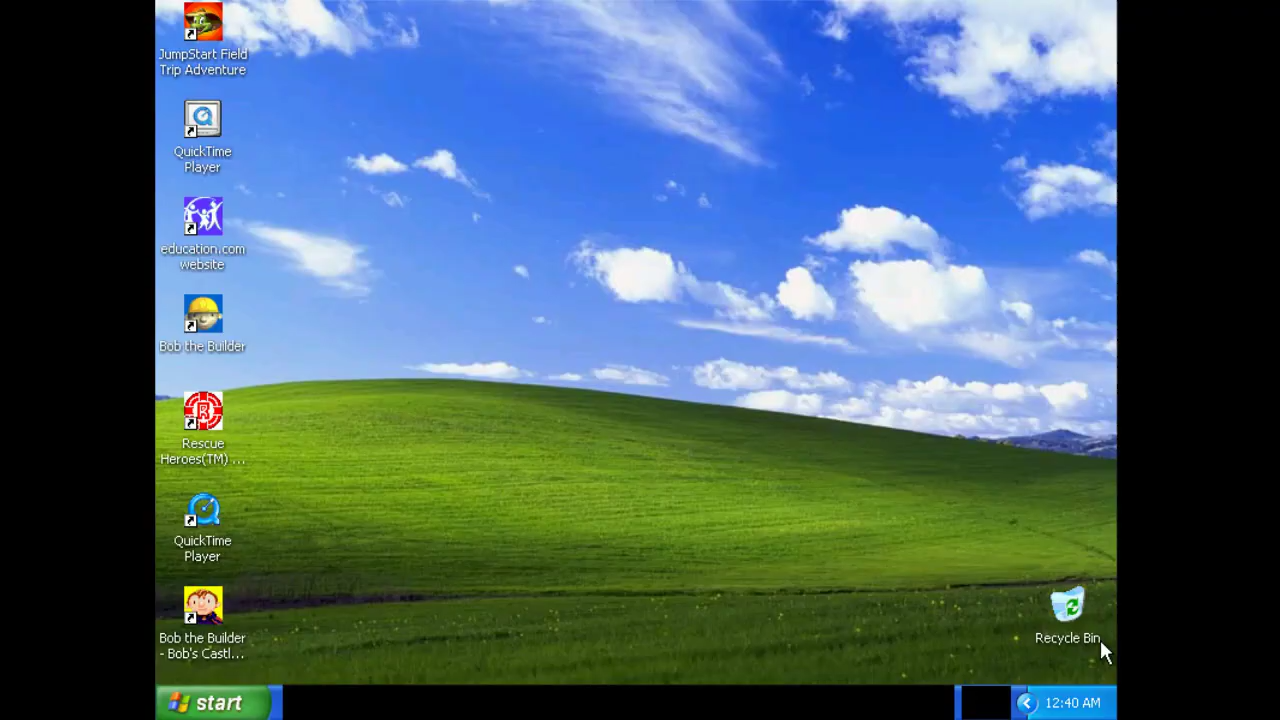 JumpStart Field
Trip Adventure
QuickTime
Player
education.com
website
Bob the Builder
Rescue
Heroes(TM) ...
QuickTime
Player
Bob the Builder
- Bob's Castl...
Recycle Bin
start
12:40 AM